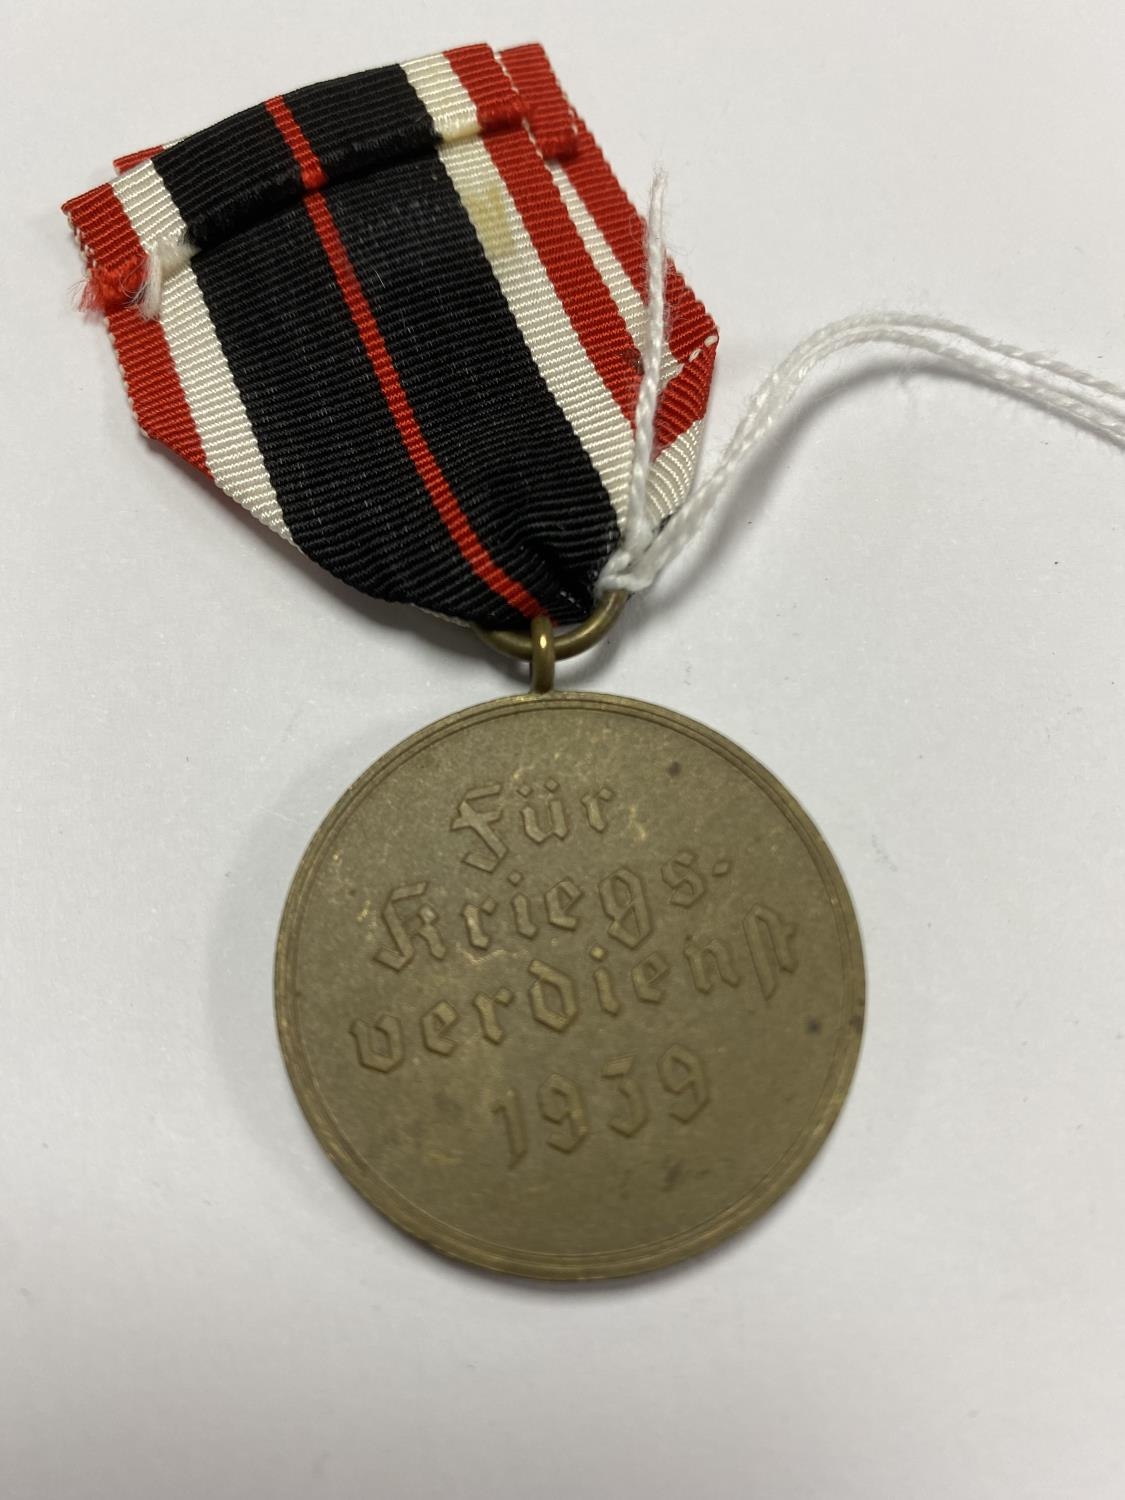 Für
Kriegs-
verdienst
1939